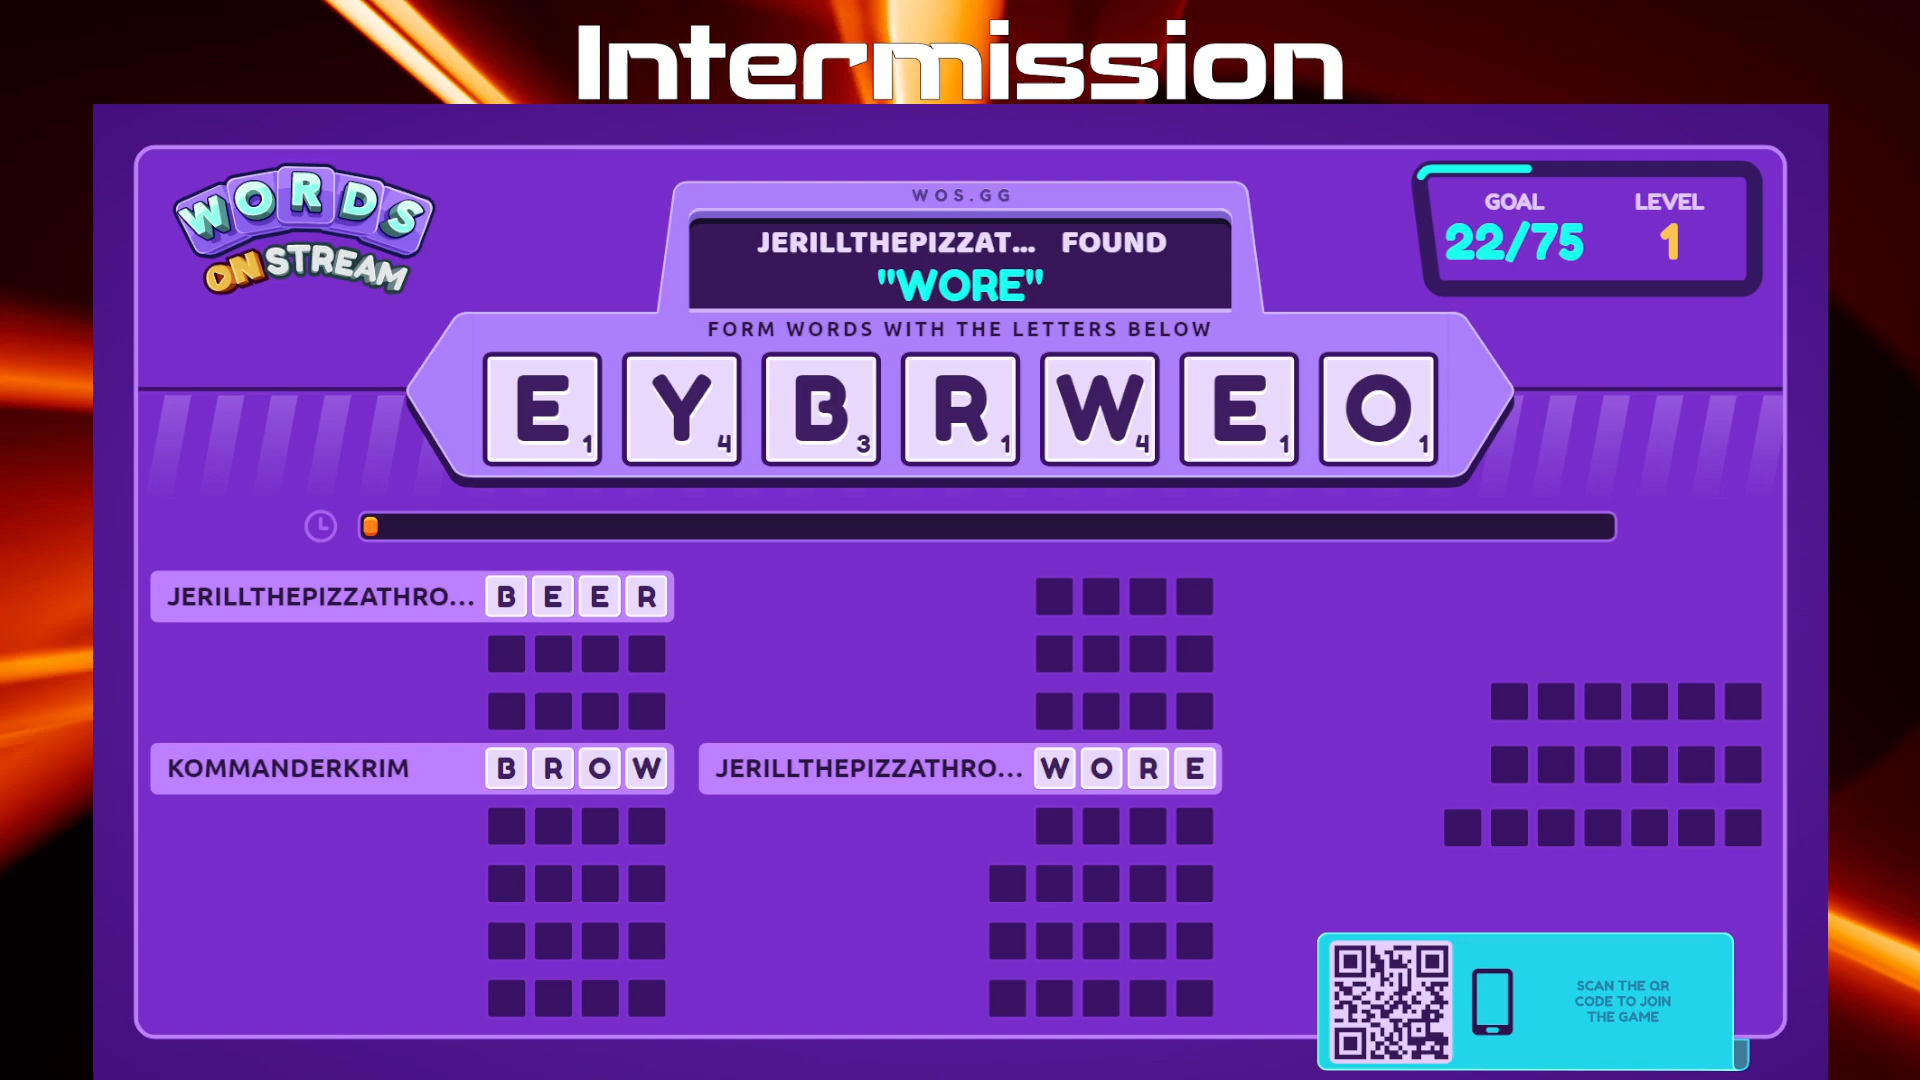 Intermission
WORDS
ON STREAM
WOS.GG
JERILLTHEPIZZAT... FOUND
"WORE"
GOAL
22/75
LEVEL
1
FORM WORDS WITH THE LETTERS BELOW
E 1 Y 4 B 3 R 1 W 4 E 1 O 1
JERILLTHEPIZZATHRO... BEER
KOMMANDERKRIM BROW
JERILLTHEPIZZATHRO... WORE
SCAN THE QR
CODE TO JOIN
THE GAME